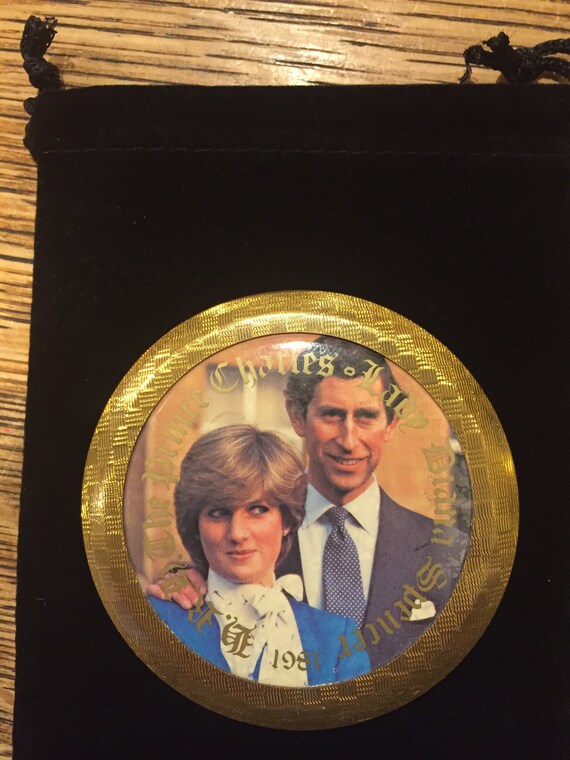 H.R.H. The Prince Charles • Lady Diana Spencer 1981